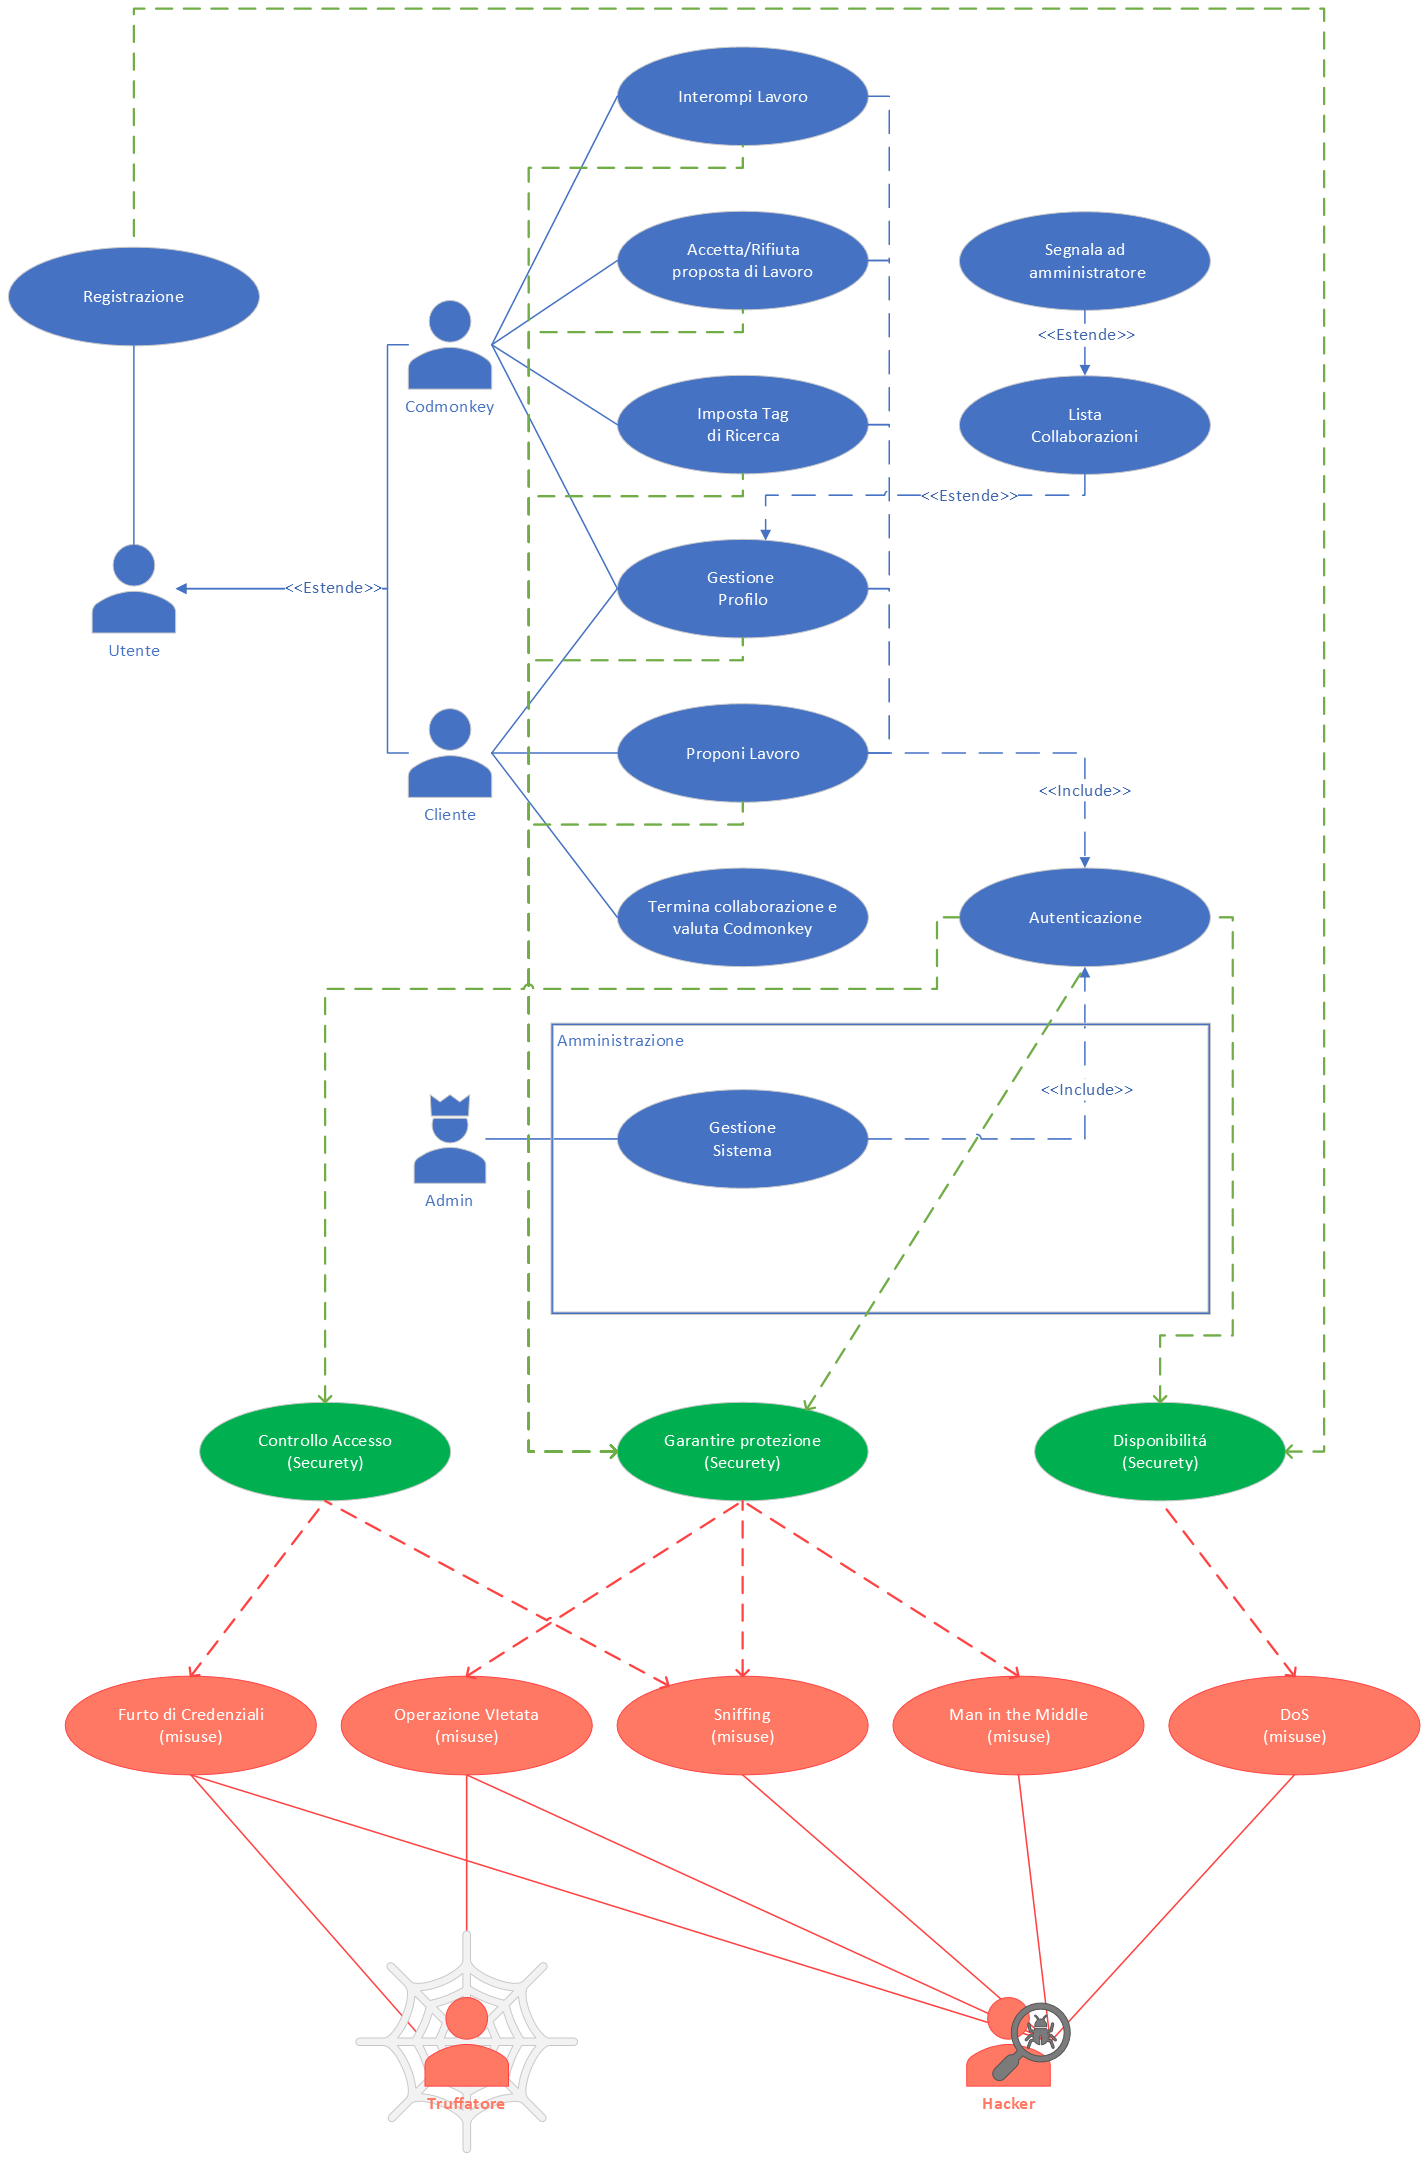 Interompi Lavoro
Accetta/Rifiuta
proposta di Lavoro
Segnala ad
amministratore
Registrazione
<<Estende>>
Codmonkey
Imposta Tag
di Ricerca
Lista
Collaborazioni
<<Estende>>
Gestione
Profilo
<<Estende>>
Utente
Proponi Lavoro
<<Include>>
Cliente
Termina collaborazione e
valuta Codmonkey
Autenticazione
Amministrazione
<<Include>>
Gestione
Sistema
Admin
Controllo Accesso
(Securety)
Garantire protezione
(Securety)
Disponibilitá
(Securety)
Furto di Credenziali
(misuse)
Operazione VIetata
(misuse)
Sniffing
(misuse)
Man in the Middle
(misuse)
DoS
(misuse)
Truffatore
Hacker